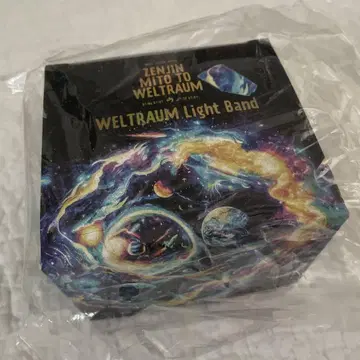 ZENJIN
MITO TO
WELTRAUM
WELTRAUM Light Band